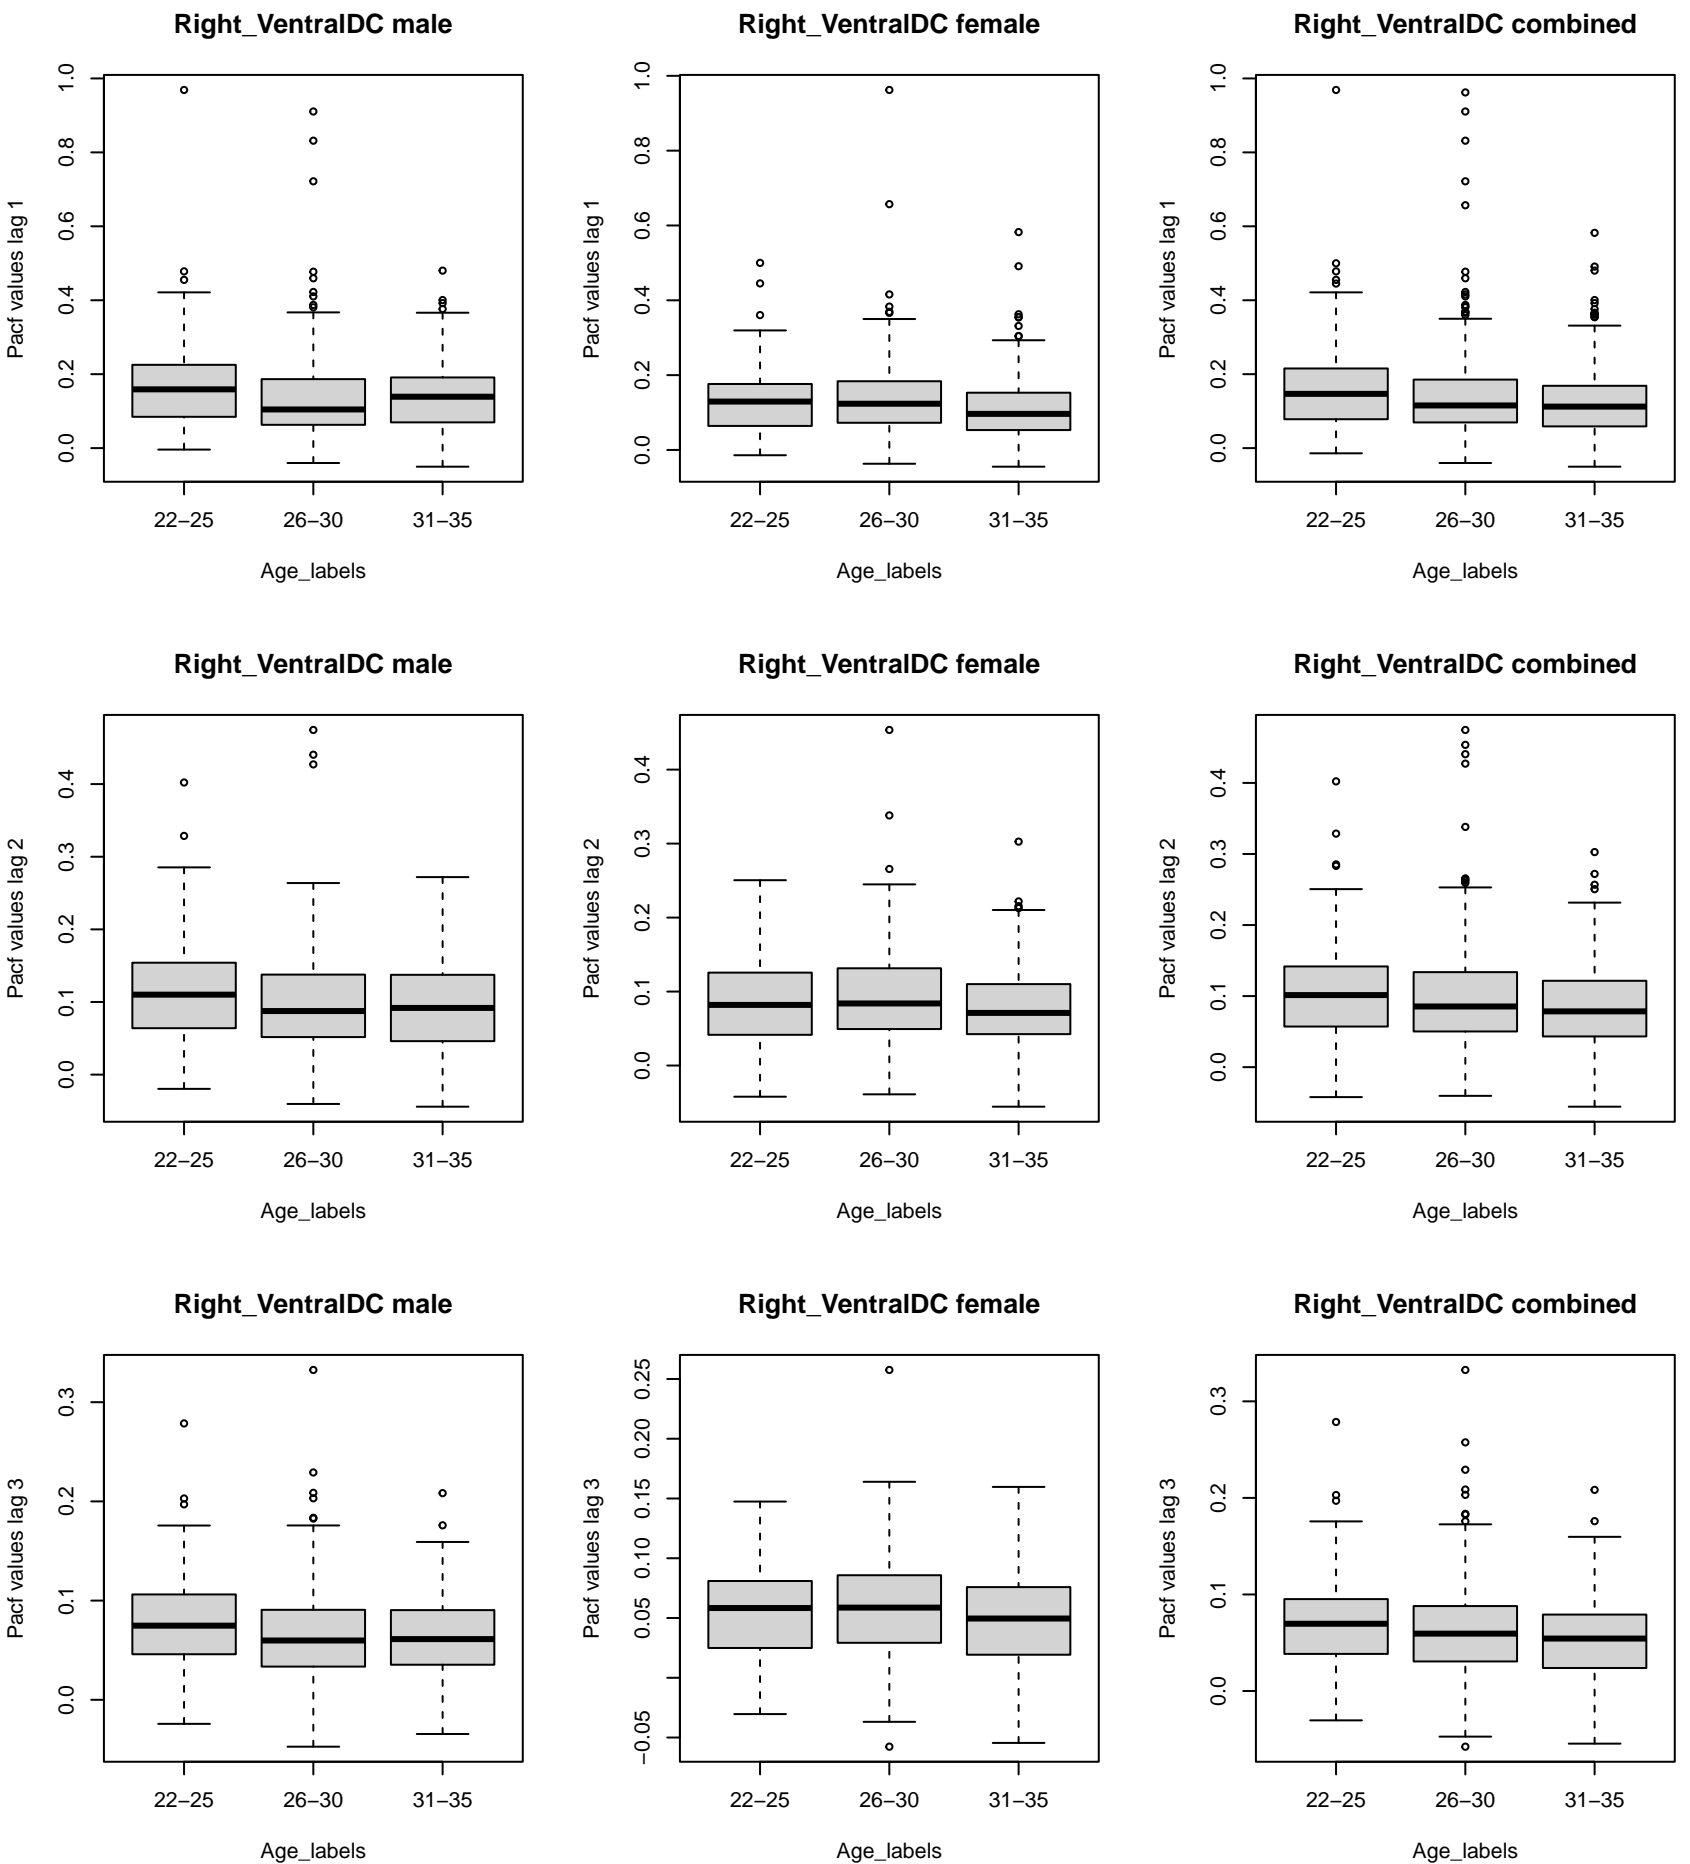 Right_VentralDC male
Pacf values lag 1
1.0
0.8
0.6
0.4
0.2
0.0
22−25 26−30 31−35
Age_labels
Right_VentralDC female
Pacf values lag 1
1.0
0.8
0.6
0.4
0.2
0.0
22−25 26−30 31−35
Age_labels
Right_VentralDC combined
Pacf values lag 1
1.0
0.8
0.6
0.4
0.2
0.0
22−25 26−30 31−35
Age_labels
Right_VentralDC male
Pacf values lag 2
0.4
0.3
0.2
0.1
0.0
22−25 26−30 31−35
Age_labels
Right_VentralDC female
Pacf values lag 2
0.4
0.3
0.2
0.1
0.0
22−25 26−30 31−35
Age_labels
Right_VentralDC combined
Pacf values lag 2
0.4
0.3
0.2
0.1
0.0
22−25 26−30 31−35
Age_labels
Right_VentralDC male
Pacf values lag 3
0.3
0.2
0.1
0.0
22−25 26−30 31−35
Age_labels
Right_VentralDC female
Pacf values lag 3
0.25
0.20
0.15
0.10
0.05
−0.05
22−25 26−30 31−35
Age_labels
Right_VentralDC combined
Pacf values lag 3
0.3
0.2
0.1
0.0
22−25 26−30 31−35
Age_labels